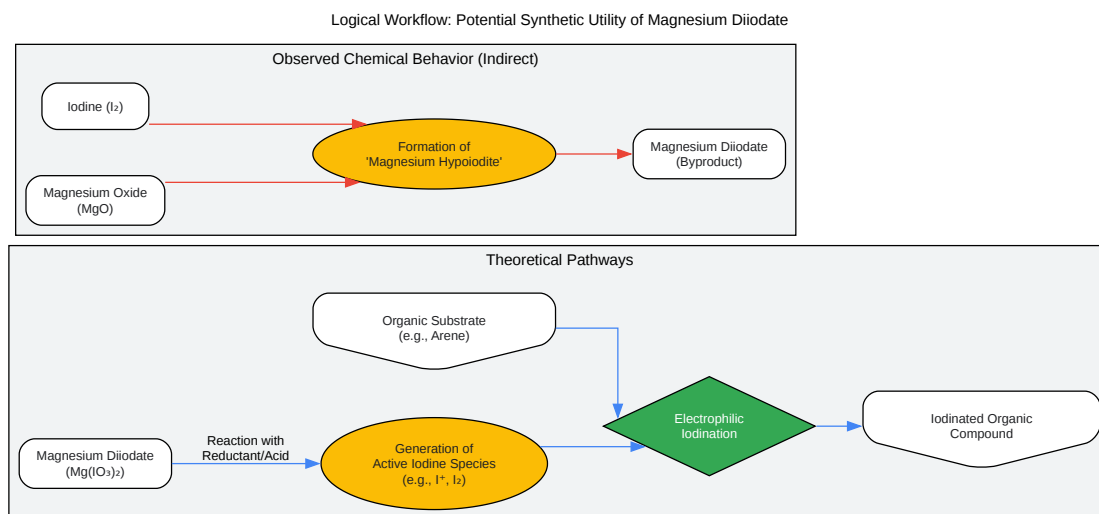 Logical Workflow: Potential Synthetic Utility of Magnesium Diiodate
Observed Chemical Behavior (Indirect)
Iodine (I₂)
Magnesium Oxide
(MgO)
Formation of
'Magnesium Hypoiodite'
Magnesium Diiodate
(Byproduct)
Theoretical Pathways
Organic Substrate
(e.g., Arene)
Magnesium Diiodate
(Mg(IO₃)₂)
Reaction with
Reductant/Acid
Generation of
Active Iodine Species
(e.g., I⁺, I₂)
Electrophilic
Iodination
Iodinated Organic
Compound